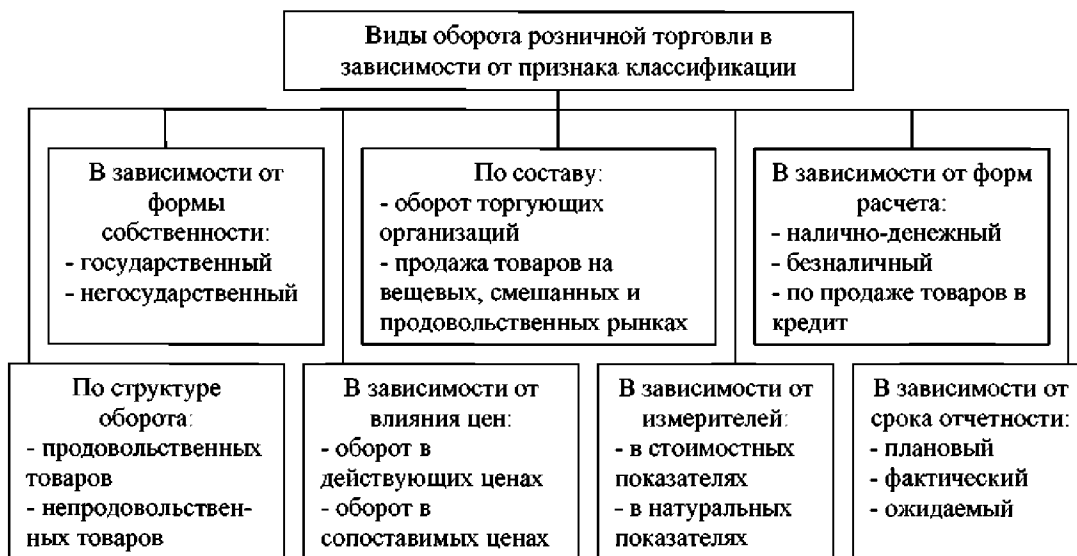 Виды оборота розничной торговли в
зависимости от признака классификации
В зависимости от
формы
собственности:
- государственный
- негосударственный
По составу:
- оборот торгующих
организаций
- продажа товаров на
вещевых, смешанных и
продовольственных рынках
В зависимости от форм
расчета:
- налично-денежный
- безналичный
- по продаже товаров в
кредит
По структуре
оборота:
- продовольственных
товаров
- непродовольствен-
ных товаров
В зависимости от
влияния цен:
- оборот в
действующих ценах
- оборот в
сопоставимых ценах
В зависимости от
измерителей:
- в стоимостных
показателях
- в натуральных
показателях
В зависимости от
срока отчетности:
- плановый
- фактический
- ожидаемый